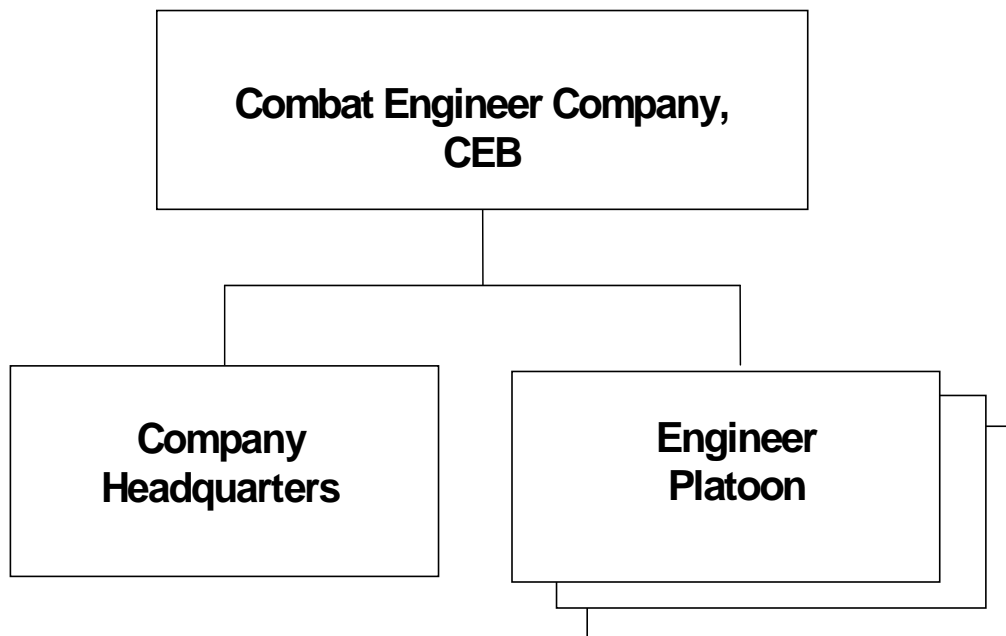 Combat Engineer Company,
CEB
Company
Headquarters
Engineer
Platoon